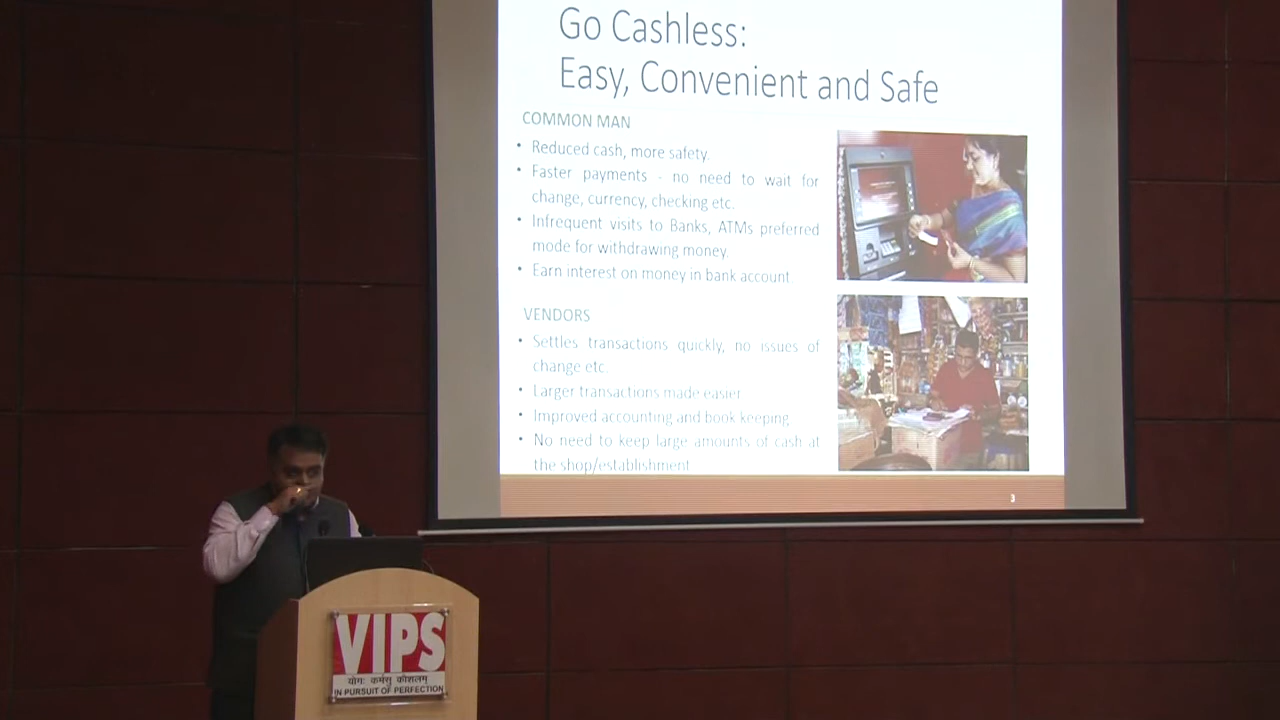 Go Cashless:
Easy, Convenient and Safe
COMMON MAN
• Reduced cash, more safety.
• Faster payments - no need to wait for
change, currency, checking etc.
• Infrequent visits to Banks, ATMs preferred
mode for withdrawing money.
• Earn interest on money in bank account
VENDORS
• Settles transactions quickly, no issues of
change etc.
• Larger transactions made easier
• Improved accounting and book keeping
• No need to keep large amounts of cash at
the shop/establishment
3
VIPS
योगः कर्मसु कौशलम्
IN PURSUIT OF PERFECTION